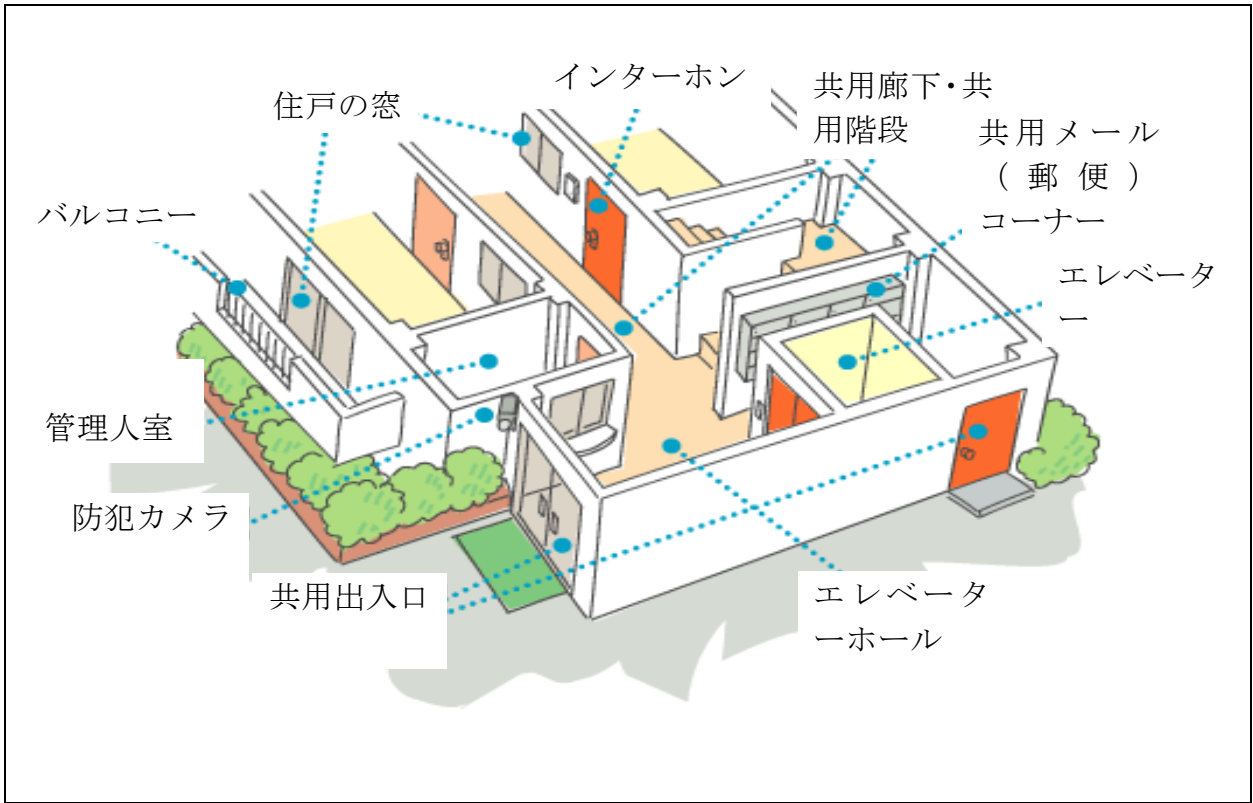 インターホン
住戸の窓
共用廊下・共
用階段
共用メール
（郵便）
コーナー
バルコニー
エレベータ
ー
管理人室
防犯カメラ
共用出入口
エレベータ
ーホール